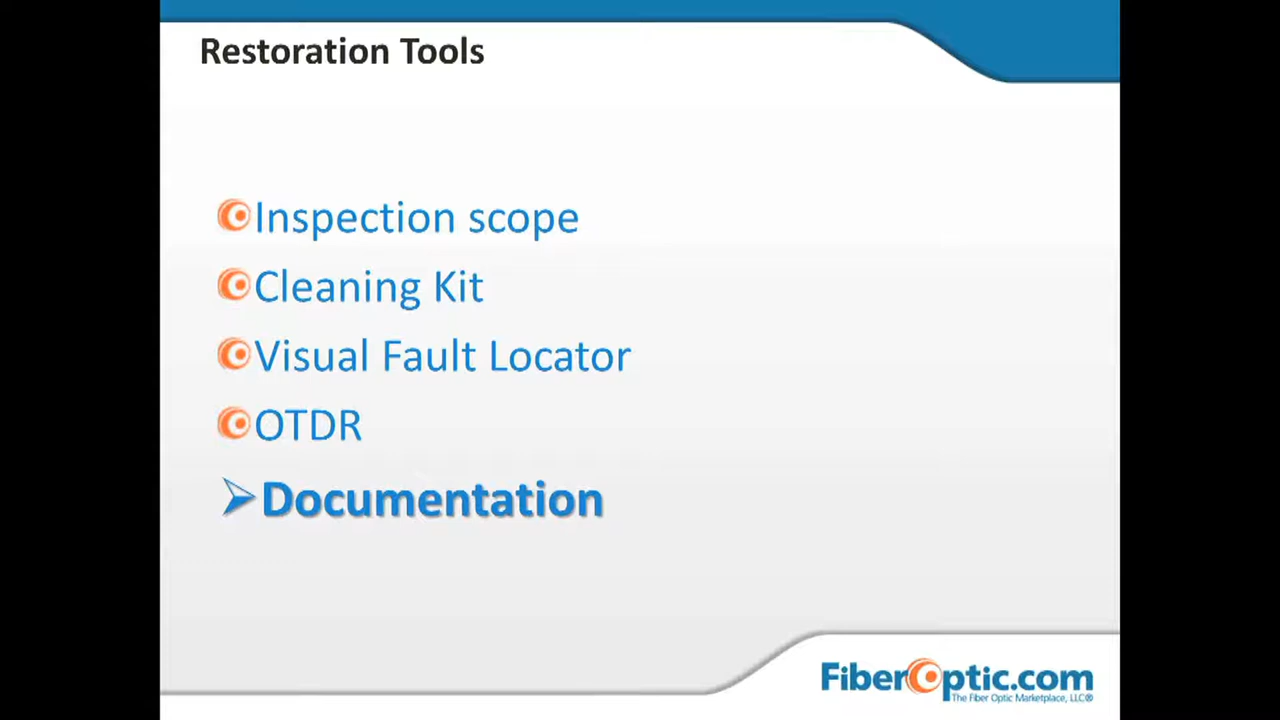 Restoration Tools
Inspection scope
Cleaning Kit
Visual Fault Locator
OTDR
Documentation
FiberOptic.com
The Fiber Optic Marketplace, LLC®